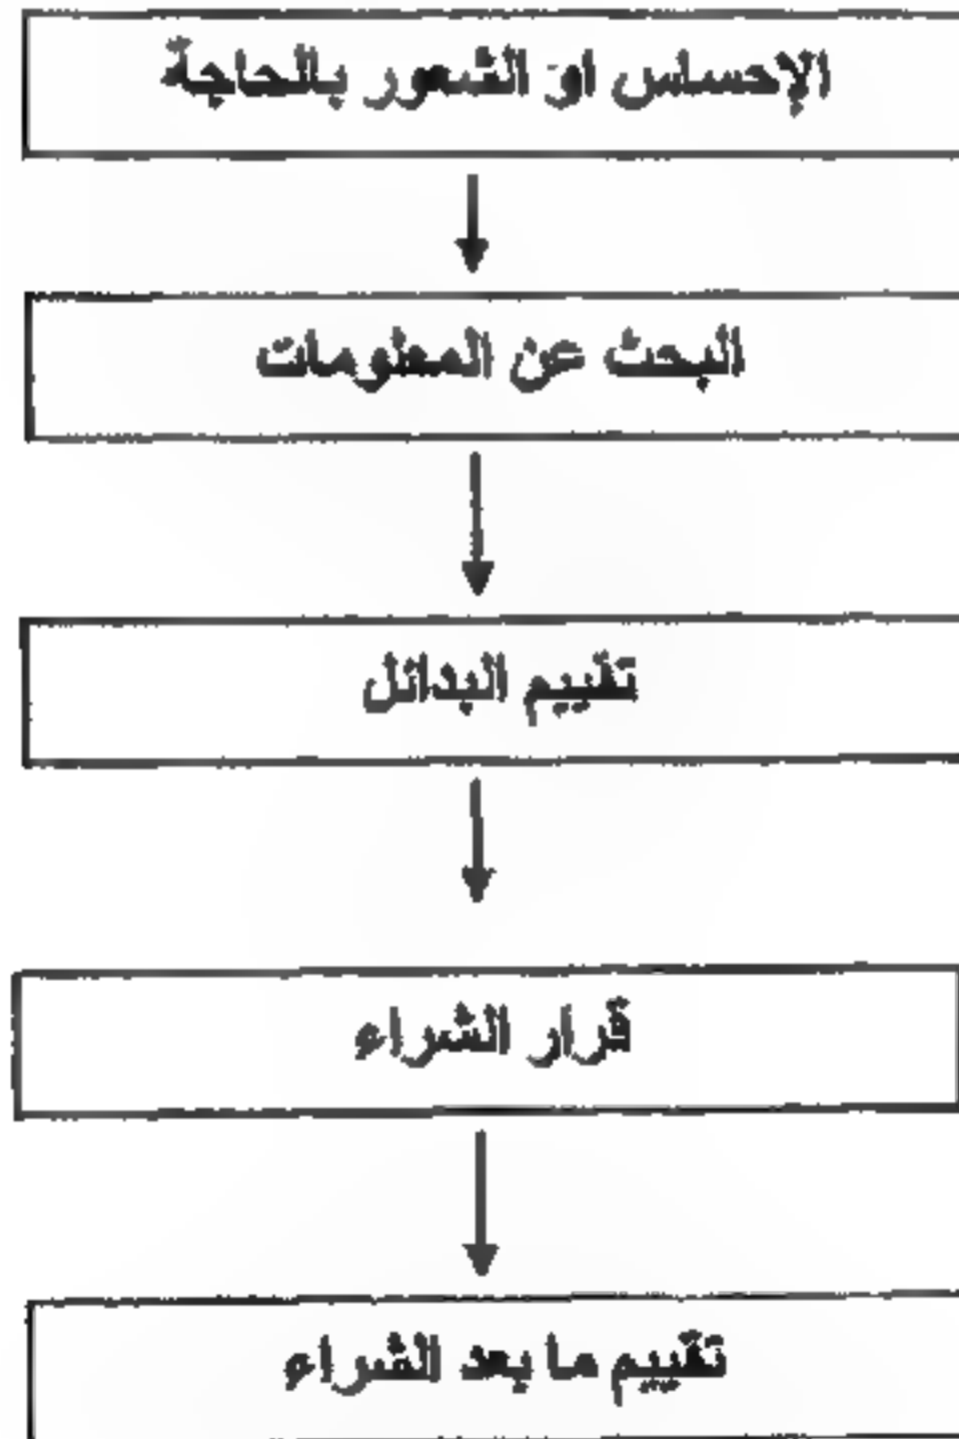 الإحساس او الشعور بالحاجة
البحث عن المعلومات
تقييم البدائل
قرار الشراء
تقييم ما بعد الشراء